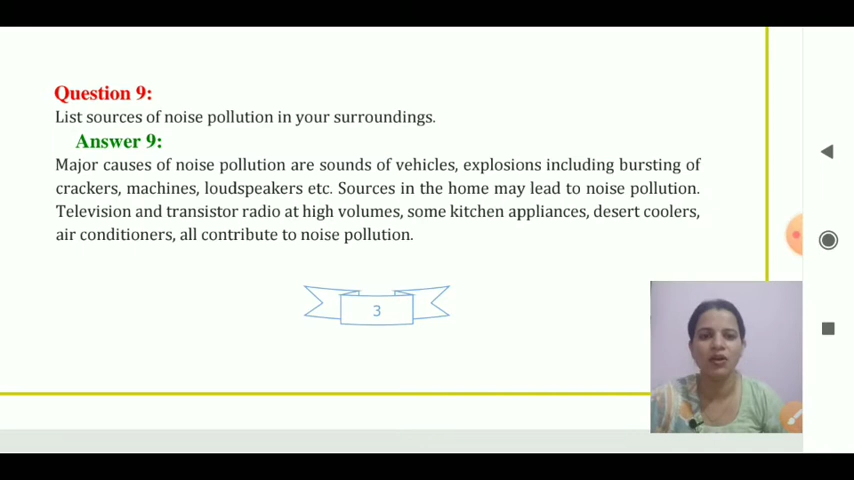 Question 9:
List sources of noise pollution in your surroundings.
Answer 9:
Major causes of noise pollution are sounds of vehicles, explosions including bursting of
crackers, machines, loudspeakers etc. Sources in the home may lead to noise pollution.
Television and transistor radio at high volumes, some kitchen appliances, desert coolers,
air conditioners, all contribute to noise pollution.
3